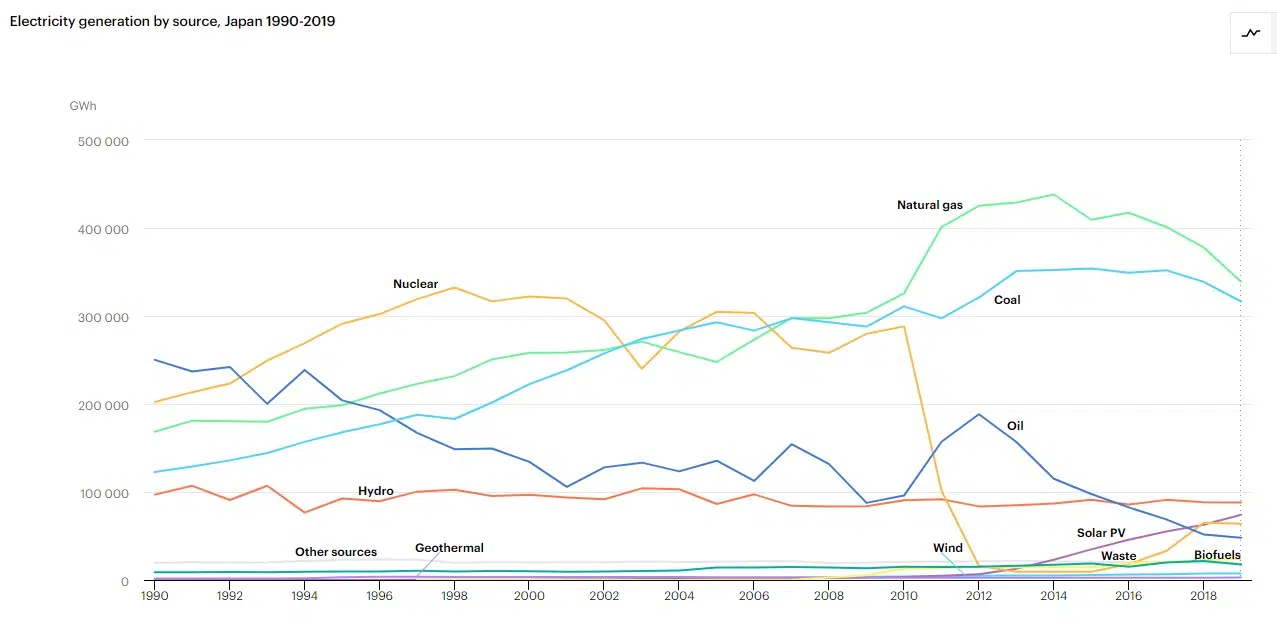 Electricity generation by source, Japan 1990-2019
GWh
500 000
400 000
300 000
200 000
100 000
0
Natural gas
Nuclear
Coal
Oil
Hydro
Solar PV
Other sources
Geothermal
Wind
Waste
Biofuels
1990 1992 1994 1996 1998 2000 2002 2004 2006 2008 2010 2012 2014 2016 2018